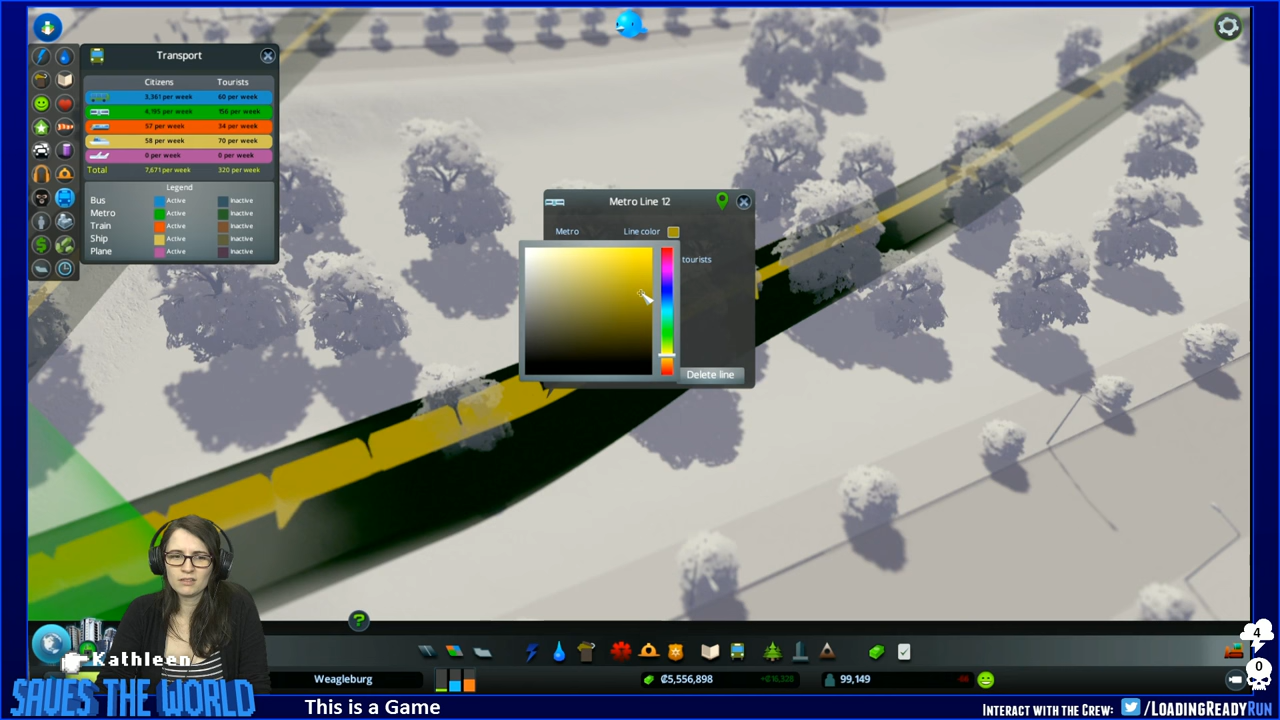 Transport
Citizens Tourists
3,361 per week 60 per week
4,195 per week 156 per week
57 per week 34 per week
58 per week 70 per week
0 per week 0 per week
Total 7,671 per week 320 per week
Legend
Bus Active Inactive
Metro Active Inactive
Train Active Inactive
Ship Active Inactive
Plane Active Inactive
Metro Line 12
Metro Line color
tourists
Delete line
?
Kathleen
SAVES THE WORLD
Weagleburg
₡5,556,898
99,149
This is a Game
4
0
INTERACT WITH THE CREW: /LOADINGREADYRUN